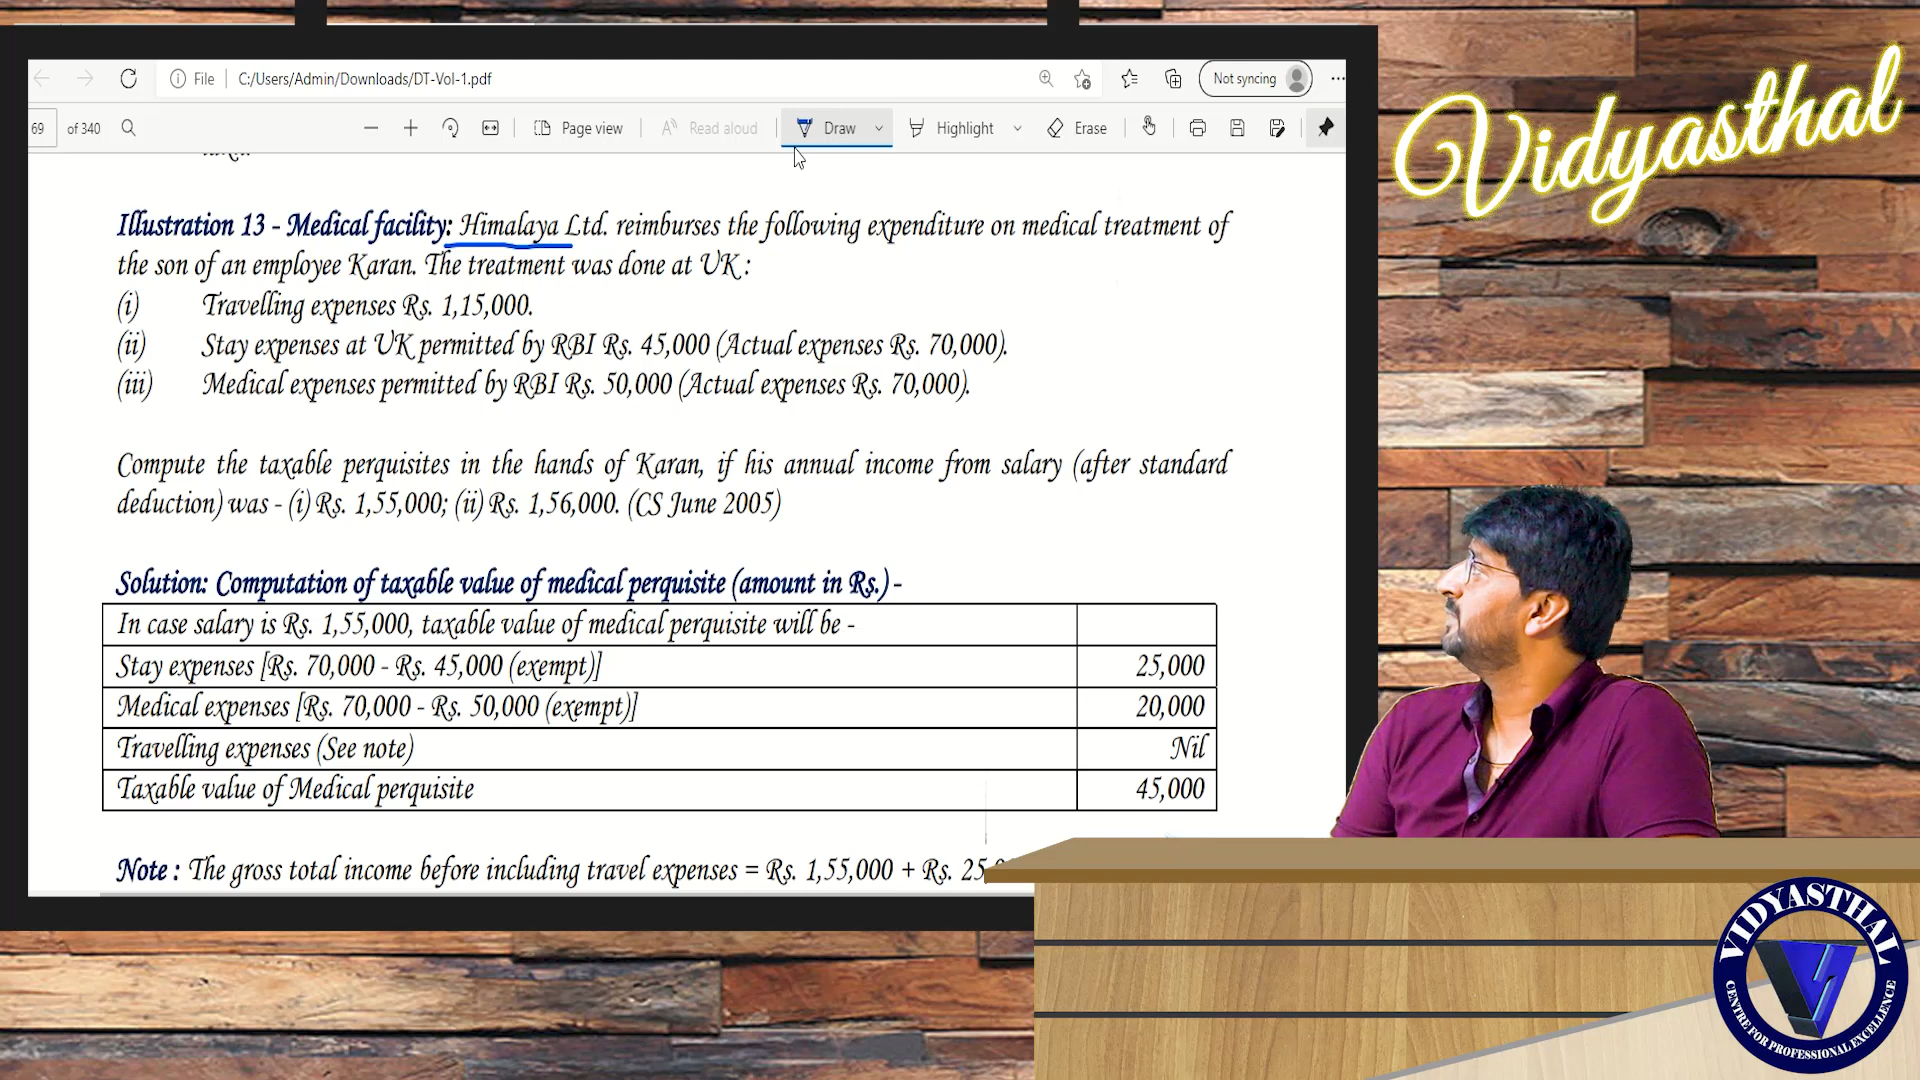 File | C:/Users/Admin/Downloads/DT-Vol-1.pdf
Not syncing
69 of 340
Page view
Read aloud
Draw
Highlight
Erase
Illustration 13 - Medical facility: Himalaya Ltd. reimburses the following expenditure on medical treatment of
the son of an employee Karan. The treatment was done at UK :
(i) Travelling expenses Rs. 1,15,000.
(ii) Stay expenses at UK permitted by RBI Rs. 45,000 (Actual expenses Rs. 70,000).
(iii) Medical expenses permitted by RBI Rs. 50,000 (Actual expenses Rs. 70,000).
Compute the taxable perquisites in the hands of Karan, if his annual income from salary (after standard
deduction) was - (i) Rs. 1,55,000; (ii) Rs. 1,56,000. (CS June 2005)
Solution: Computation of taxable value of medical perquisite (amount in Rs.) -
In case salary is Rs. 1,55,000, taxable value of medical perquisite will be -
Stay expenses [Rs. 70,000 - Rs. 45,000 (exempt)] 25,000
Medical expenses [Rs. 70,000 - Rs. 50,000 (exempt)] 20,000
Travelling expenses (See note) Nil
Taxable value of Medical perquisite 45,000
Note : The gross total income before including travel expenses = Rs. 1,55,000 + Rs. 25,0
Vidyasthal
VIDYASTHAL
CENTRE FOR PROFESSIONAL EXCELLENCE